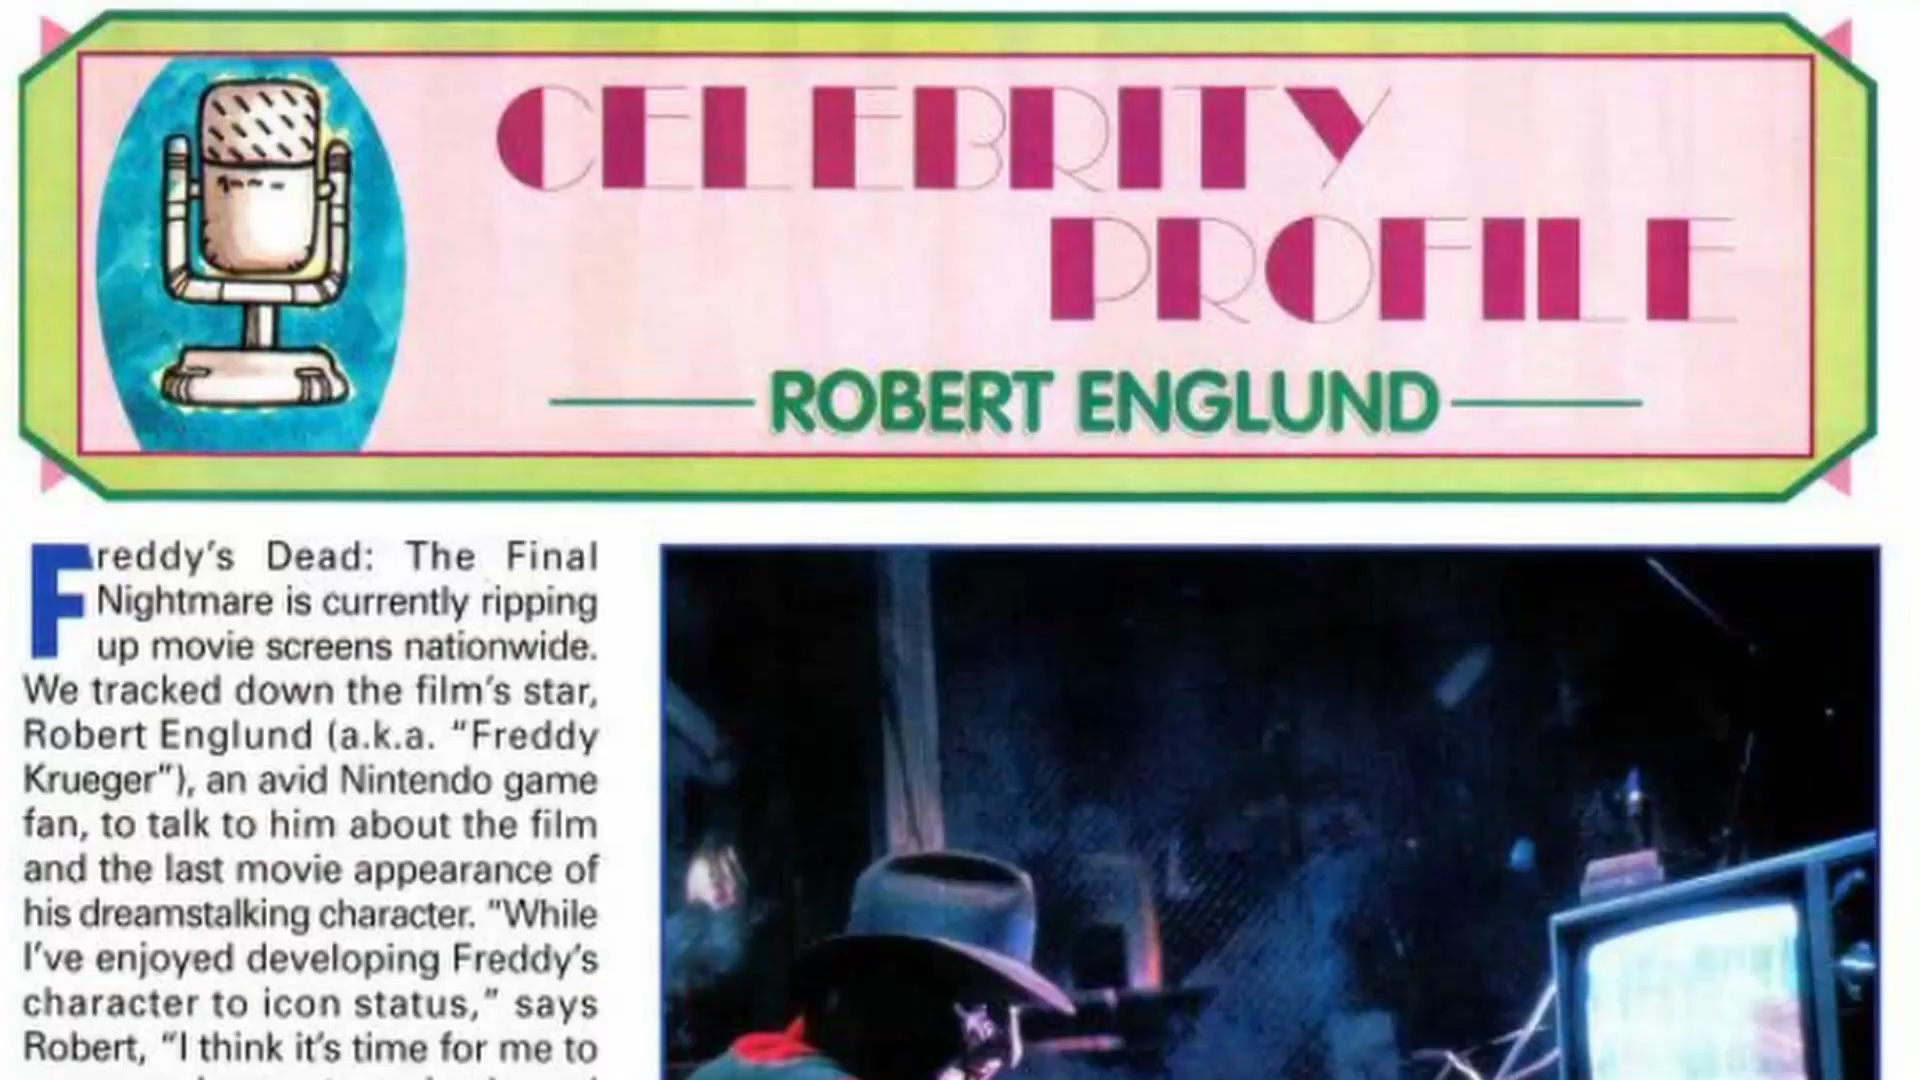 CELEBRITY
PROFILE
ROBERT ENGLUND
Freddy's Dead: The Final
Nightmare is currently ripping
up movie screens nationwide.
We tracked down the film's star,
Robert Englund (a.k.a. "Freddy
Krueger"), an avid Nintendo game
fan, to talk to him about the film
and the last movie appearance of
his dreamstalking character. "While
I've enjoyed developing Freddy's
character to icon status," says
Robert, "I think it's time for me to